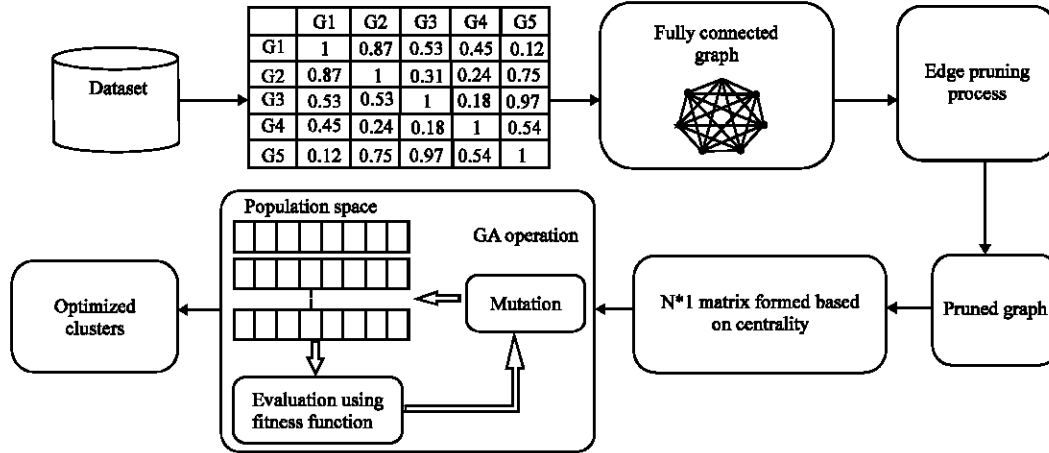 Dataset
G1 G2 G3 G4 G5
G1 1 0.87 0.53 0.45 0.12
G2 0.87 1 0.31 0.24 0.75
G3 0.53 0.53 1 0.18 0.97
G4 0.45 0.24 0.18 1 0.54
G5 0.12 0.75 0.97 0.54 1
Fully connected
graph
Edge pruning
process
Pruned graph
N*1 matrix formed based
on centrality
Population space
GA operation
Mutation
Evaluation using
fitness function
Optimized
clusters